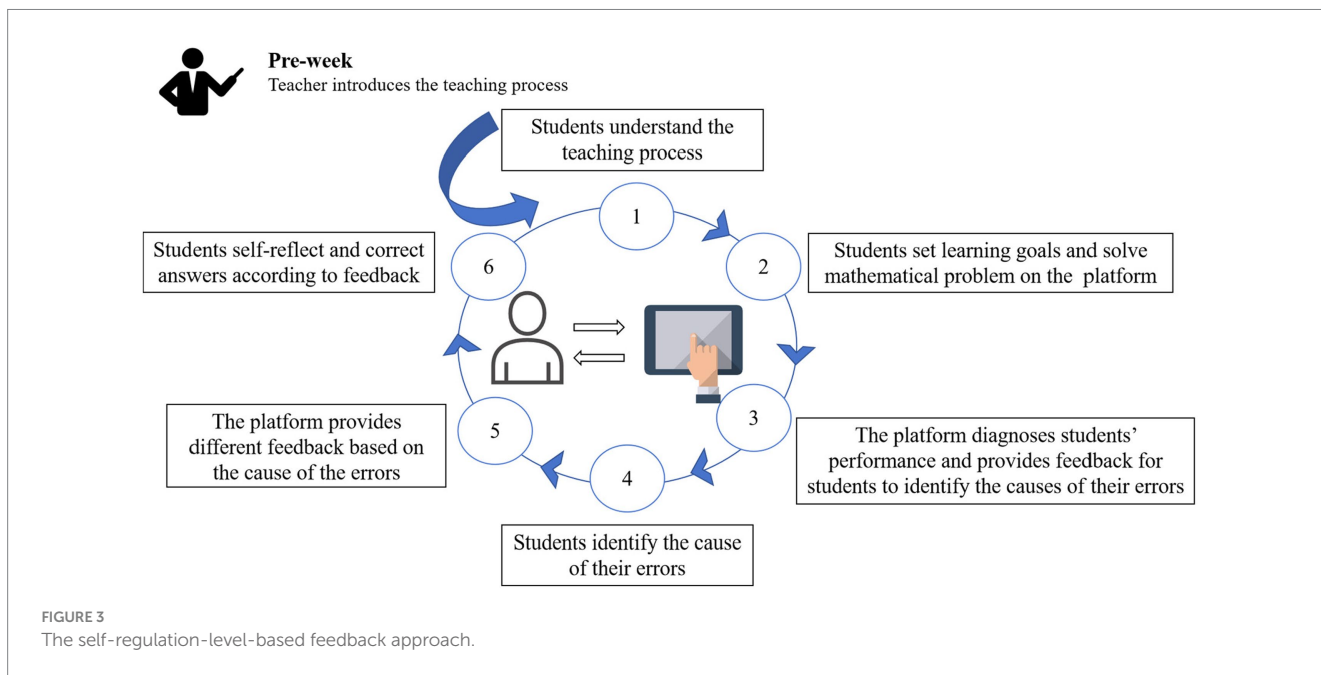 Pre-week
Teacher introduces the teaching process
Students understand the
teaching process
1
Students self-reflect and correct
answers according to feedback
6
2
Students set learning goals and solve
mathematical problem on the platform
The platform provides
different feedback based on
the cause of the errors
5
3
The platform diagnoses students’
performance and provides feedback for
students to identify the causes of their errors
4
Students identify the cause
of their errors
FIGURE 3
The self-regulation-level-based feedback approach.